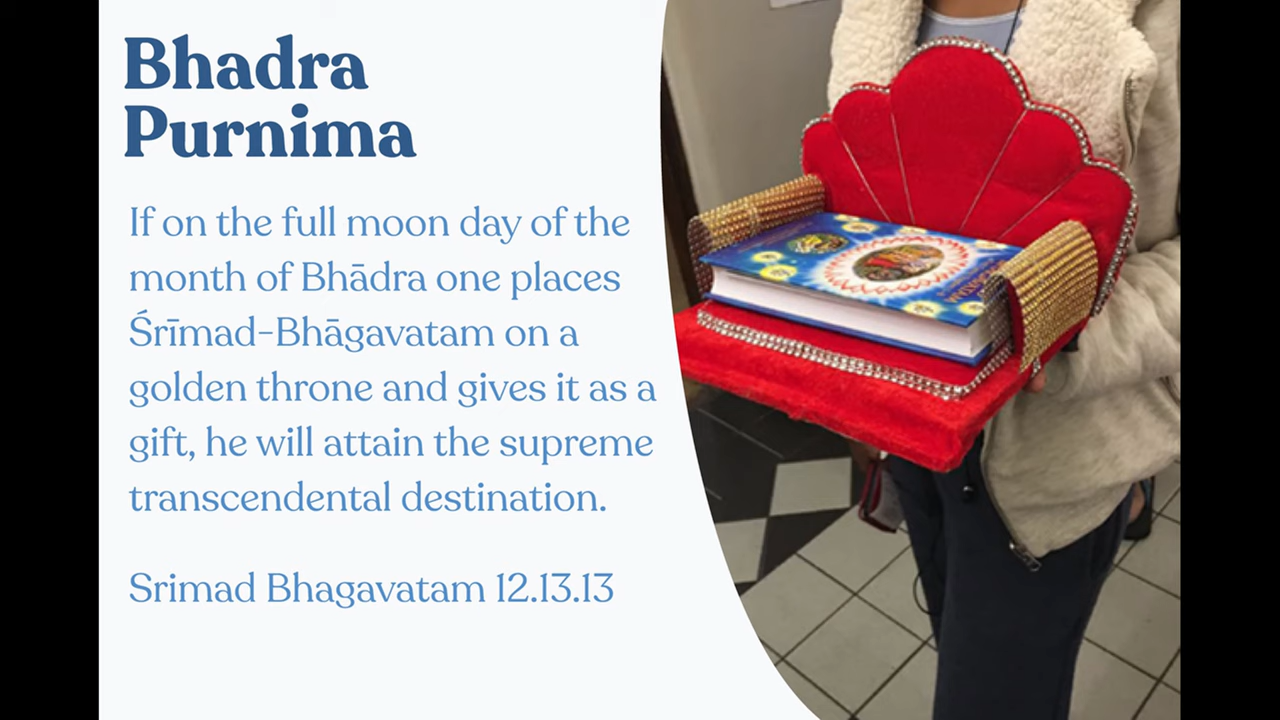 Bhadra
Purnima
If on the full moon day of the
month of Bhādra one places
Śrīmad-Bhāgavatam on a
golden throne and gives it as a
gift, he will attain the supreme
transcendental destination.
Srimad Bhagavatam 12.13.13